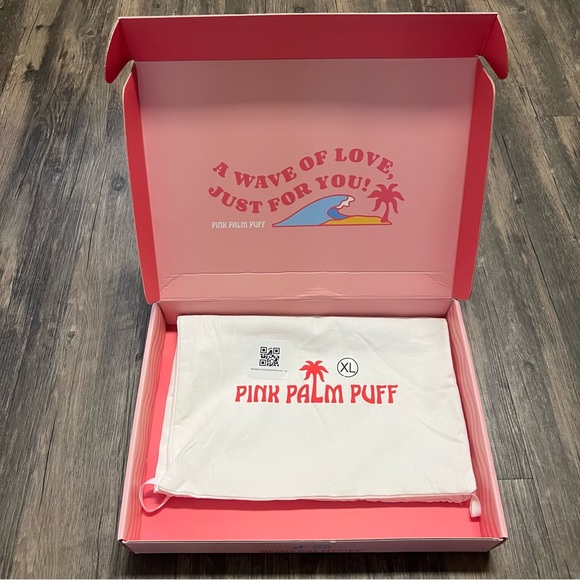 A WAVE OF LOVE,
JUST FOR YOU!
PINK PALM PUFF
XL
PINK PALM PUFF